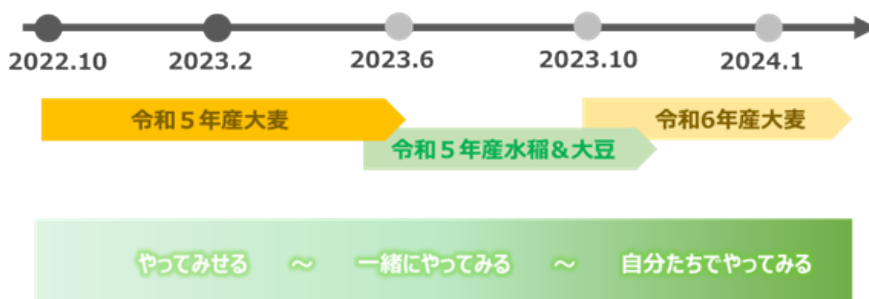 2022.10 2023.2 2023.6 2023.10 2024.1
令和５年産大麦
令和6年産大麦
令和５年産水稲＆大豆
やってみせる ～ 一緒にやってみる ～ 自分たちでやってみる